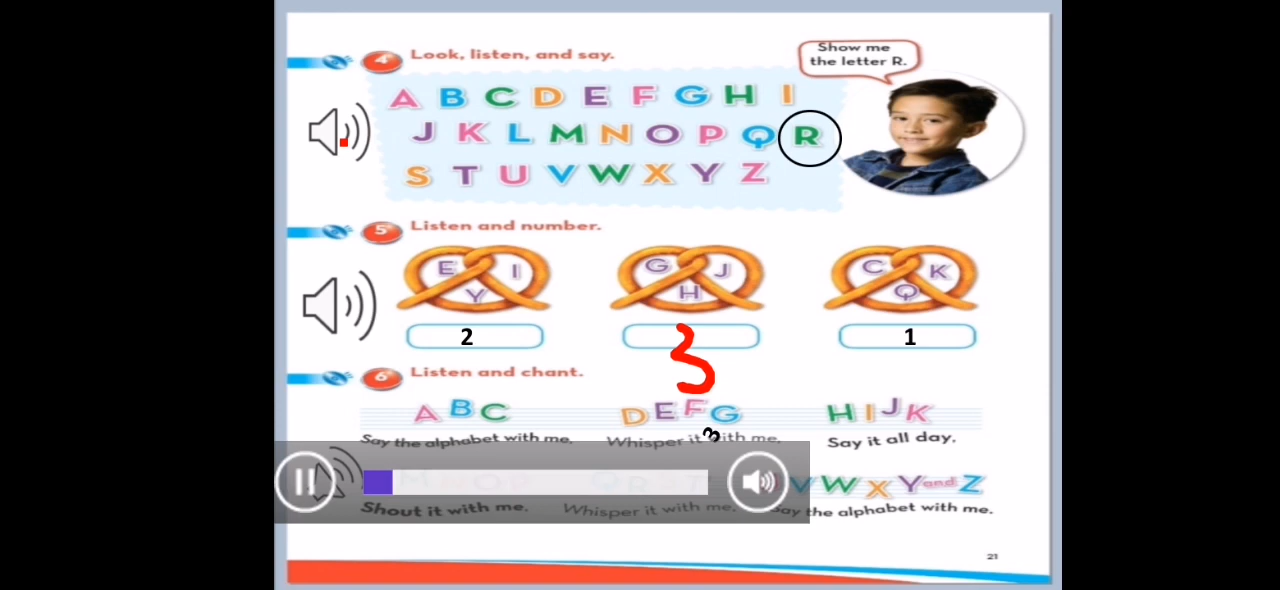 4 Look, listen, and say.
Show me
the letter R.
A B C D E F G H I
J K L M N O P Q R
S T U V W X Y Z
5 Listen and number.
E I
Y
G J
H
C K
Q
2 3 1
6 Listen and chant.
A B C D E F G H I J K
3
Say the alphabet with me. Whisper it with me. Say it all day.
M N O P Q R S T V W X Y and Z
Shout it with me. Whisper it with me. Say the alphabet with me.
21